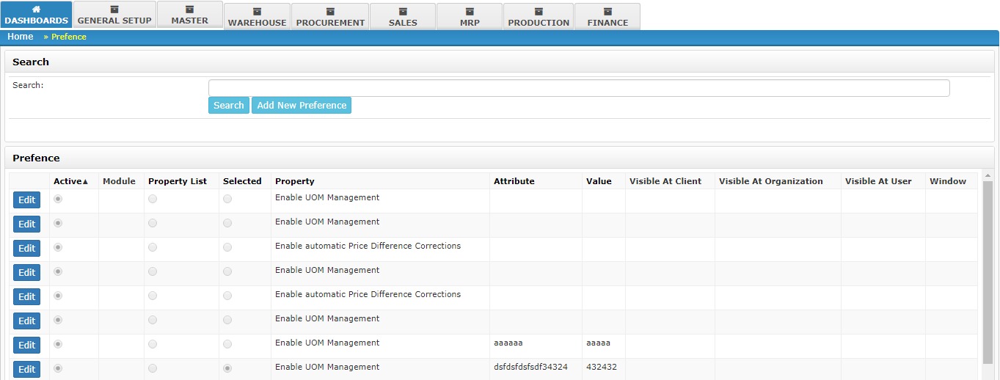 DASHBOARDS GENERAL SETUP MASTER WAREHOUSE PROCUREMENT SALES MRP PRODUCTION FINANCE
Home » Prefence
Search
Search:
Search Add New Preference
Prefence
Active▲ Module Property List Selected Property Attribute Value Visible At Client Visible At Organization Visible At User Window
Edit Enable UOM Management
Edit Enable UOM Management
Edit Enable automatic Price Difference Corrections
Edit Enable UOM Management
Edit Enable automatic Price Difference Corrections
Edit Enable UOM Management
Edit Enable UOM Management aaaaaa aaaaa
Edit Enable UOM Management dsfdsfdsfsdf34324 432432